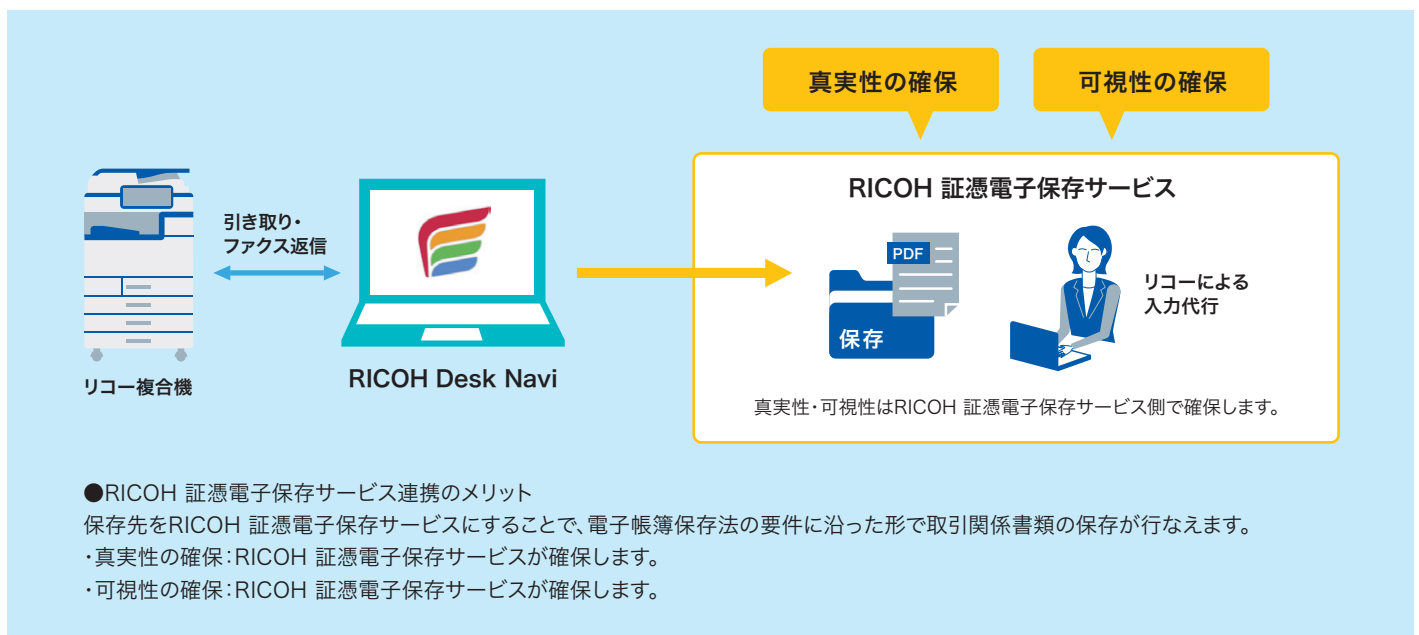 真実性の確保
可視性の確保
RICOH 証憑電子保存サービス
引き取り・
ファクス返信
PDF
保存
リコーによる
入力代行
リコー複合機
RICOH Desk Navi
真実性・可視性はRICOH 証憑電子保存サービス側で確保します。
●RICOH 証憑電子保存サービス連携のメリット
保存先をRICOH 証憑電子保存サービスにすることで、電子帳簿保存法の要件に沿った形で取引関係書類の保存が行なえます。
・真実性の確保：RICOH 証憑電子保存サービスが確保します。
・可視性の確保：RICOH 証憑電子保存サービスが確保します。